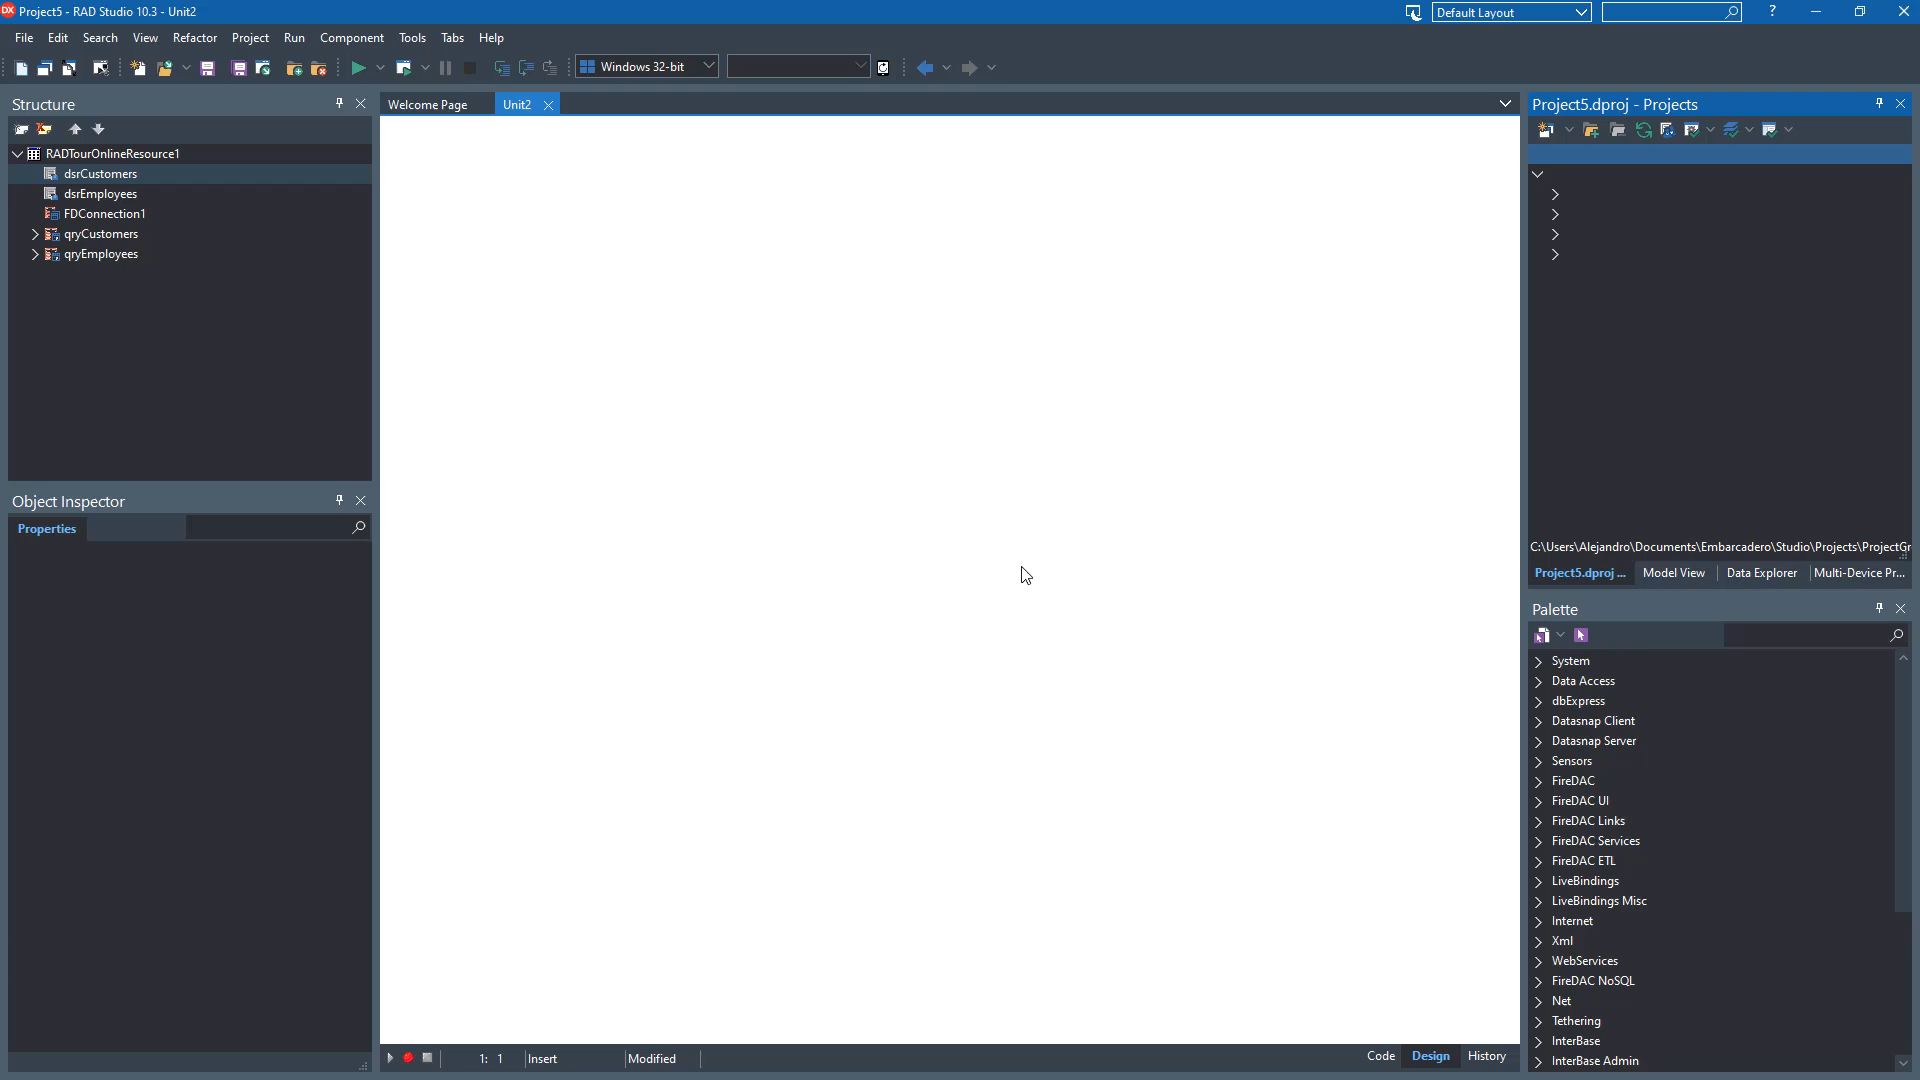 DX Project5 - RAD Studio 10.3 - Unit2
Default Layout
?
File Edit Search View Refactor Project Run Component Tools Tabs Help
Windows 32-bit
Structure
RADTourOnlineResource1
dsrCustomers
dsrEmployees
FDConnection1
qryCustomers
qryEmployees
Object Inspector
Properties
Welcome Page Unit2
1: 1 Insert Modified
Code Design History
Project5.dproj - Projects
C:\Users\Alejandro\Documents\Embarcadero\Studio\Projects\ProjectGr
Project5.dproj ... Model View Data Explorer Multi-Device Pr...
Palette
System
Data Access
dbExpress
Datasnap Client
Datasnap Server
Sensors
FireDAC
FireDAC UI
FireDAC Links
FireDAC Services
FireDAC ETL
LiveBindings
LiveBindings Misc
Internet
Xml
WebServices
FireDAC NoSQL
Net
Tethering
InterBase
InterBase Admin